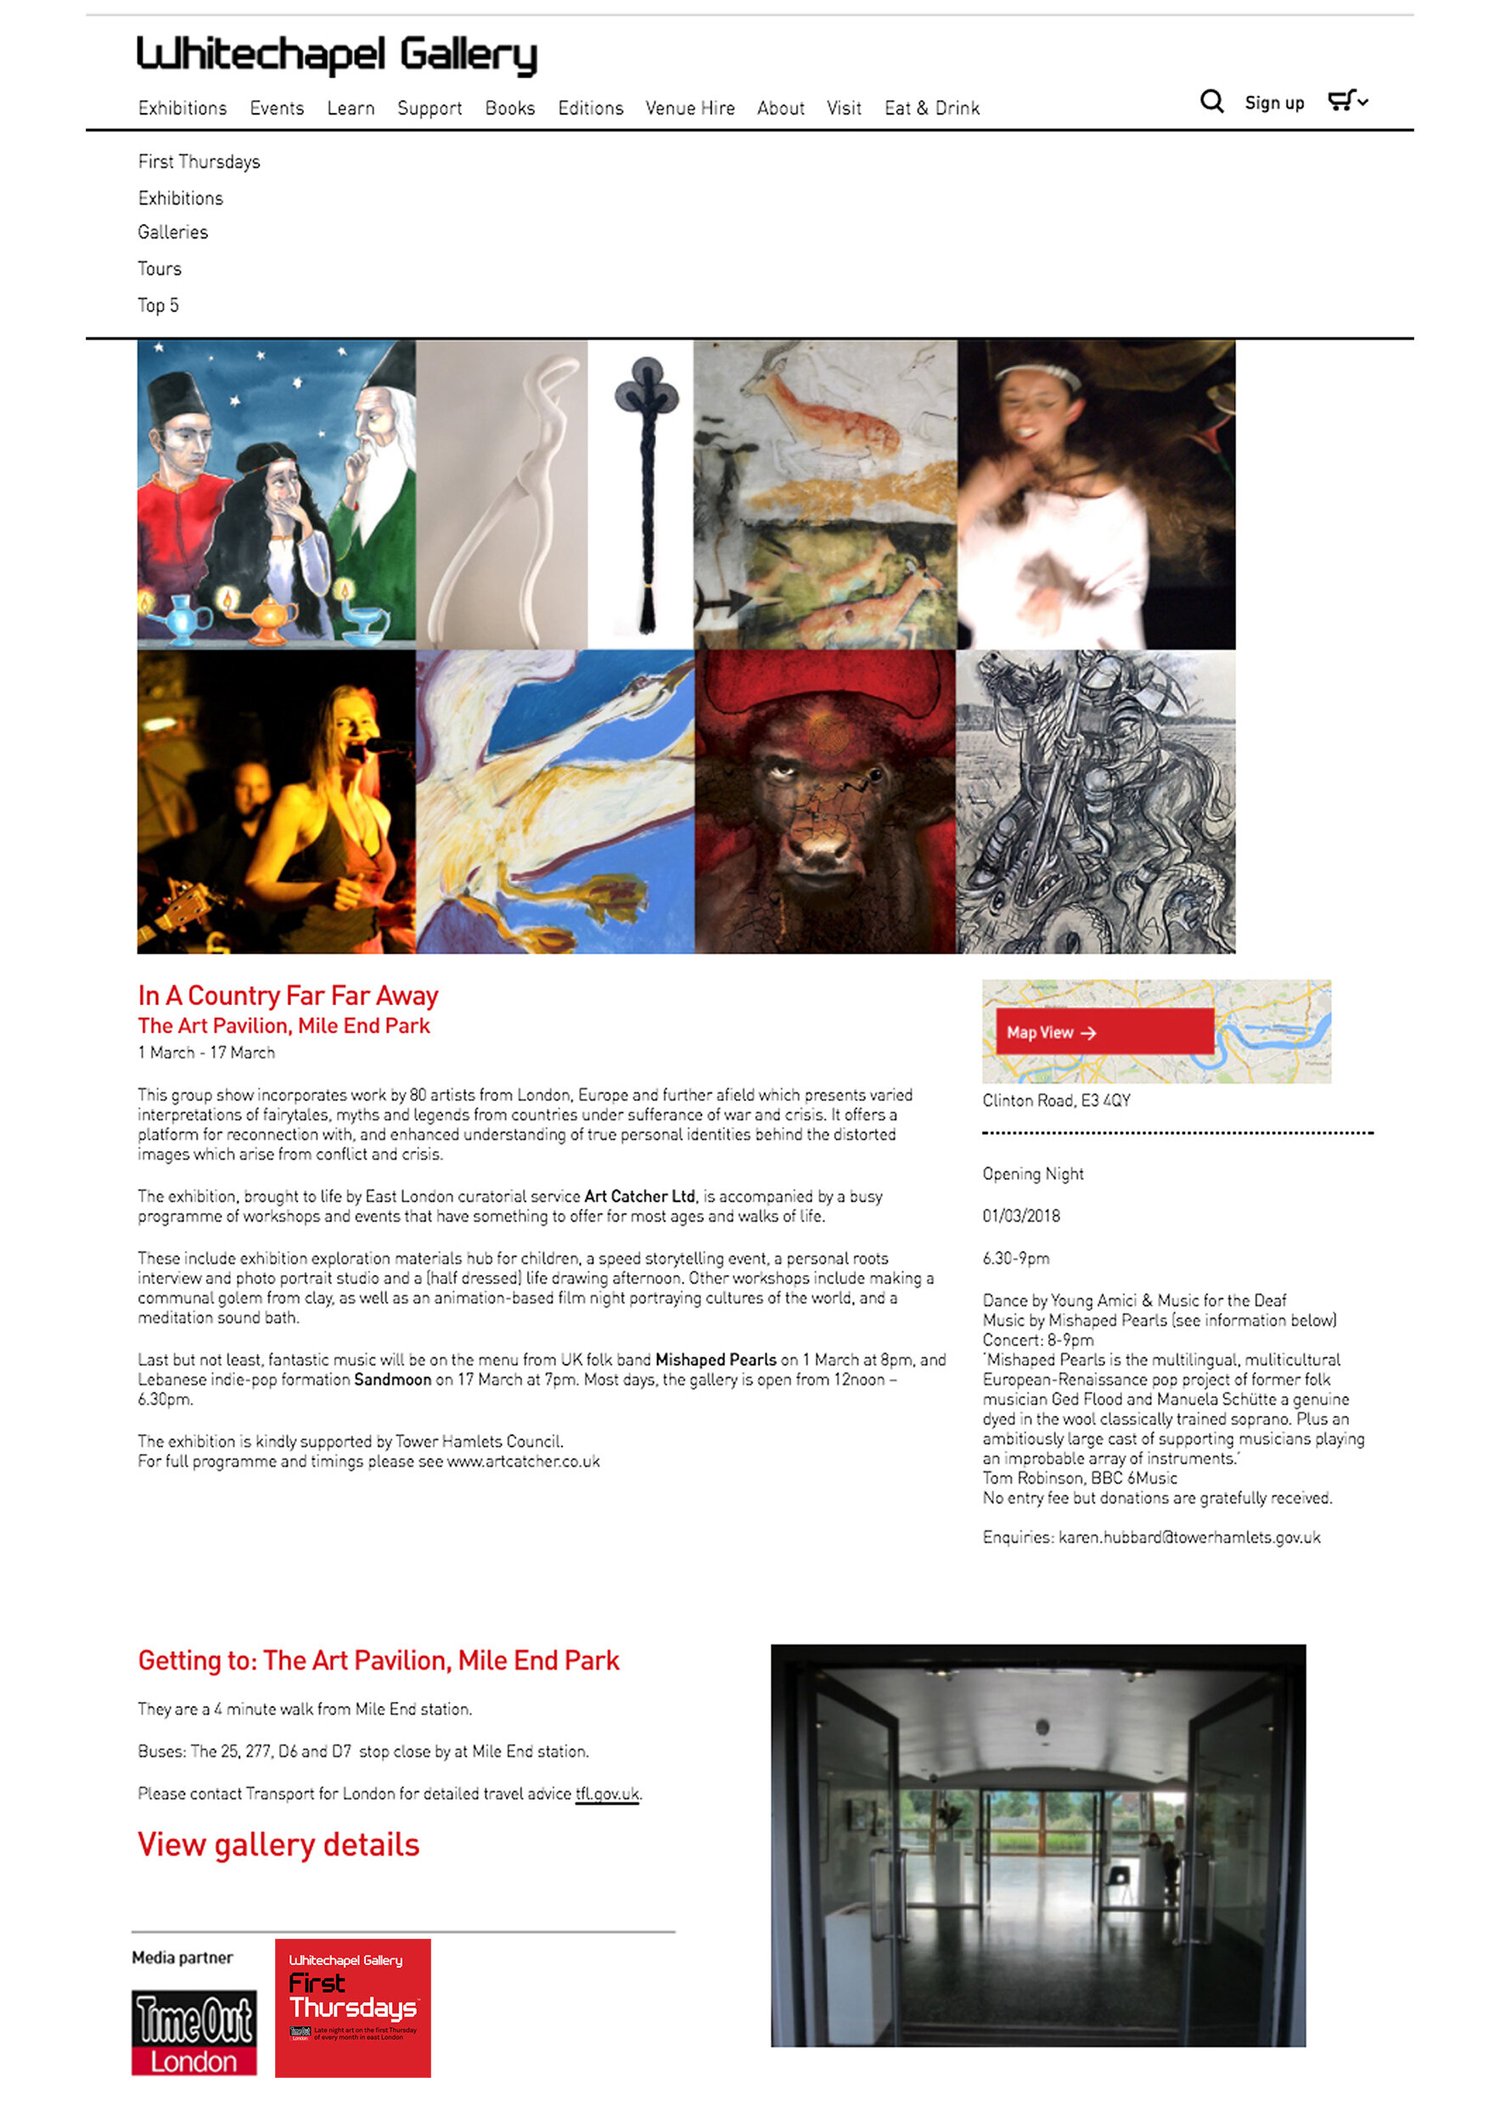 Whitechapel Gallery
Exhibitions Events Learn Support Books Editions Venue Hire About Visit Eat & Drink
Sign up
First Thursdays
Exhibitions
Galleries
Tours
Top 5
In A Country Far Far Away
The Art Pavilion, Mile End Park
1 March - 17 March
This group show incorporates work by 80 artists from London, Europe and further afield which presents varied
interpretations of fairytales, myths and legends from countries under sufferance of war and crisis. It offers a
platform for reconnection with, and enhanced understanding of true personal identities behind the distorted
images which arise from conflict and crisis.
The exhibition, brought to life by East London curatorial service Art Catcher Ltd, is accompanied by a busy
programme of workshops and events that have something to offer for most ages and walks of life.
These include exhibition exploration materials hub for children, a speed storytelling event, a personal roots
interview and photo portrait studio and a (half dressed) life drawing afternoon. Other workshops include making a
communal golem from clay, as well as an animation-based film night portraying cultures of the world, and a
meditation sound bath.
Last but not least, fantastic music will be on the menu from UK folk band Mishaped Pearls on 1 March at 8pm, and
Lebanese indie-pop formation Sandmoon on 17 March at 7pm. Most days, the gallery is open from 12noon –
6.30pm.
The exhibition is kindly supported by Tower Hamlets Council.
For full programme and timings please see www.artcatcher.co.uk
Map View →
Clinton Road, E3 4QY
Opening Night
01/03/2018
6.30-9pm
Dance by Young Amici & Music for the Deaf
Music by Mishaped Pearls (see information below)
Concert: 8-9pm
'Mishaped Pearls is the multilingual, muliticultural
European-Renaissance pop project of former folk
musician Ged Flood and Manuela Schütte a genuine
dyed in the wool classically trained soprano. Plus an
ambitiously large cast of supporting musicians playing
an improbable array of instruments.'
Tom Robinson, BBC 6Music
No entry fee but donations are gratefully received.
Enquiries: karen.hubbard@towerhamlets.gov.uk
Getting to: The Art Pavilion, Mile End Park
They are a 4 minute walk from Mile End station.
Buses: The 25, 277, D6 and D7 stop close by at Mile End station.
Please contact Transport for London for detailed travel advice tfl.gov.uk.
View gallery details
Media partner
Time Out
London
Whitechapel Gallery
First
Thursdays
Time Out
London
Late night art on the first Thursday
of every month in east London